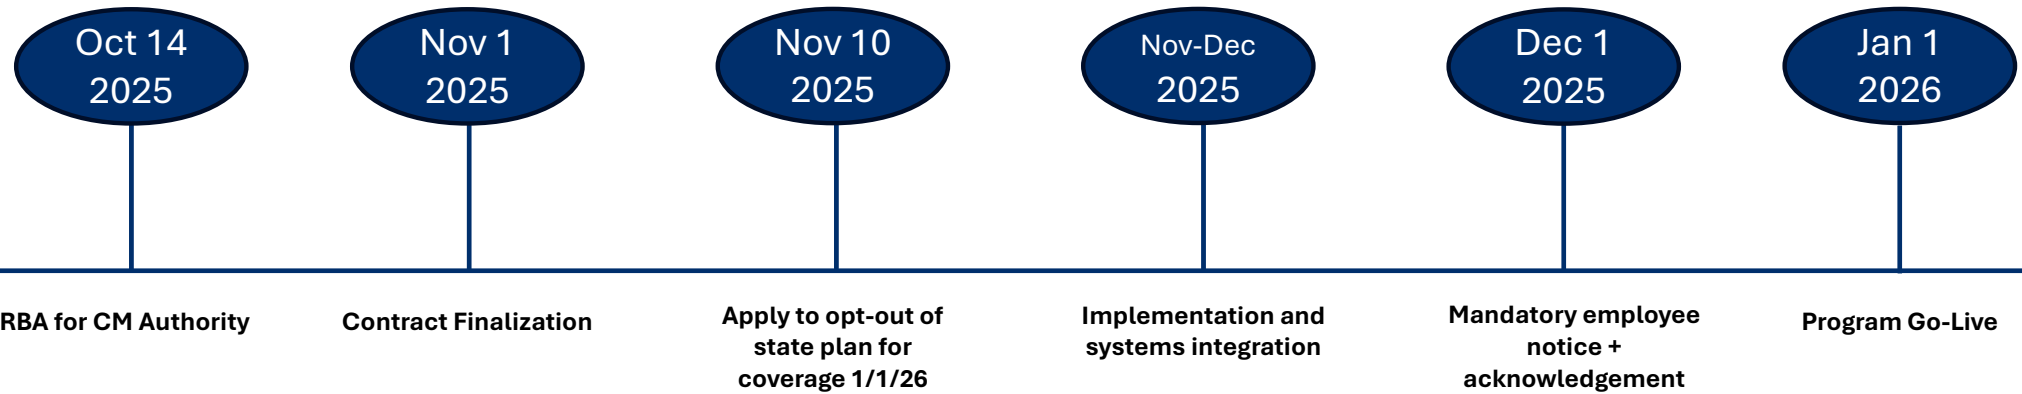 Oct 14
2025
Nov 1
2025
Nov 10
2025
Nov-Dec
2025
Dec 1
2025
Jan 1
2026
RBA for CM Authority
Contract Finalization
Apply to opt-out of
state plan for
coverage 1/1/26
Implementation and
systems integration
Mandatory employee
notice +
acknowledgement
Program Go-Live